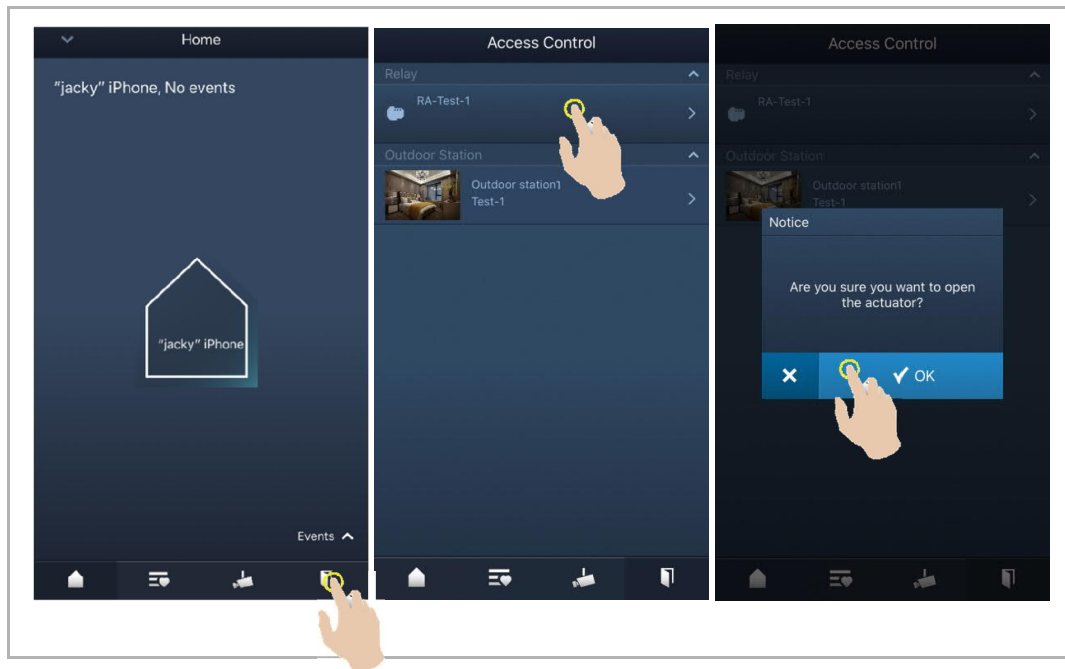 Home
"jacky" iPhone, No events
"jacky" iPhone
Events
Access Control
Relay
RA-Test-1
Outdoor Station
Outdoor station1
Test-1
Access Control
Relay
RA-Test-1
Outdoor Station
Outdoor station1
Test-1
Notice
Are you sure you want to open
the actuator?
OK